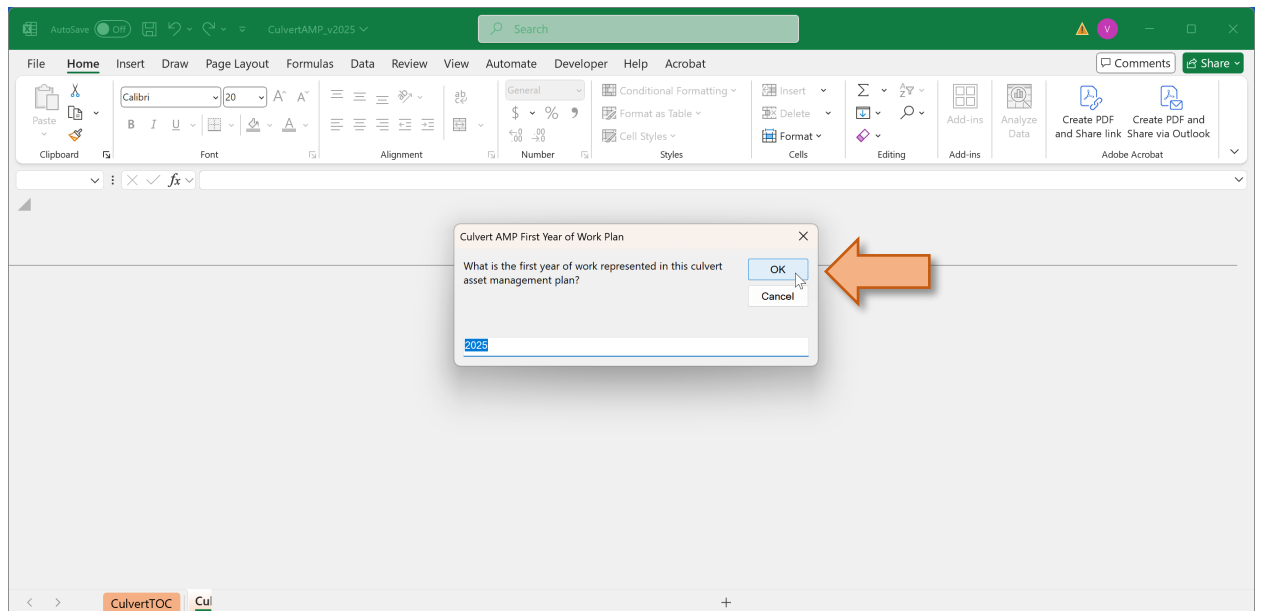 AutoSave Off CulvertAMP_v2025 Search V
File Home Insert Draw Page Layout Formulas Data Review View Automate Developer Help Acrobat Comments Share
Paste
Calibri 20 A^ A˅
B I U A
ab
General
$ % 9
.00
Conditional Formatting
Format as Table
Cell Styles
Insert
Delete
Format
Add-ins
Analyze
Data
Create PDF
and Share link
Create PDF and
Share via Outlook
Clipboard Font Alignment Number Styles Cells Editing Add-ins Adobe Acrobat
fx
Culvert AMP First Year of Work Plan
What is the first year of work represented in this culvert
asset management plan?
OK
Cancel
2025
CulvertTOC Cul